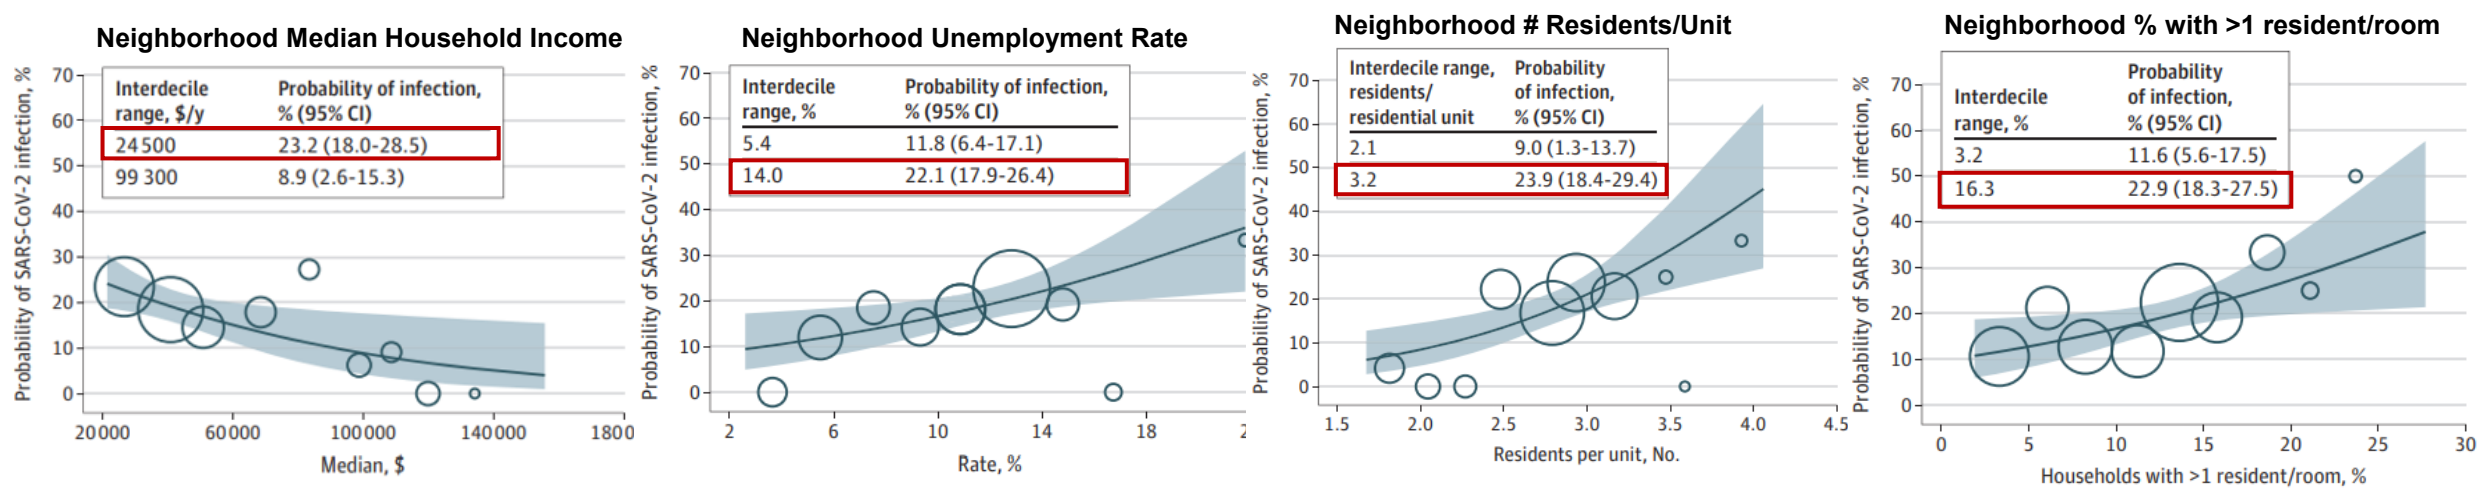 Neighborhood Median Household Income
Probability of SARS-CoV-2 infection, %
70
60
50
40
30
20
10
0
Interdecile range, $/y
Probability of infection, % (95% CI)
24 500 23.2 (18.0-28.5)
99 300 8.9 (2.6-15.3)
20 000 60 000 100 000 140 000 1800
Median, $
Neighborhood Unemployment Rate
Probability of SARS-CoV-2 infection, %
70
60
50
40
30
20
10
0
Interdecile range, %
Probability of infection, % (95% CI)
5.4 11.8 (6.4-17.1)
14.0 22.1 (17.9-26.4)
2 6 10 14 18 2
Rate, %
Neighborhood # Residents/Unit
Probability of SARS-CoV-2 infection, %
70
60
50
40
30
20
10
0
Interdecile range, residents/ residential unit
Probability of infection, % (95% CI)
2.1 9.0 (1.3-13.7)
3.2 23.9 (18.4-29.4)
1.5 2.0 2.5 3.0 3.5 4.0 4.5
Residents per unit, No.
Neighborhood % with >1 resident/room
Probability of SARS-CoV-2 infection, %
70
60
50
40
30
20
10
0
Interdecile range, %
Probability of infection, % (95% CI)
3.2 11.6 (5.6-17.5)
16.3 22.9 (18.3-27.5)
0 5 10 15 20 25 30
Households with >1 resident/room, %